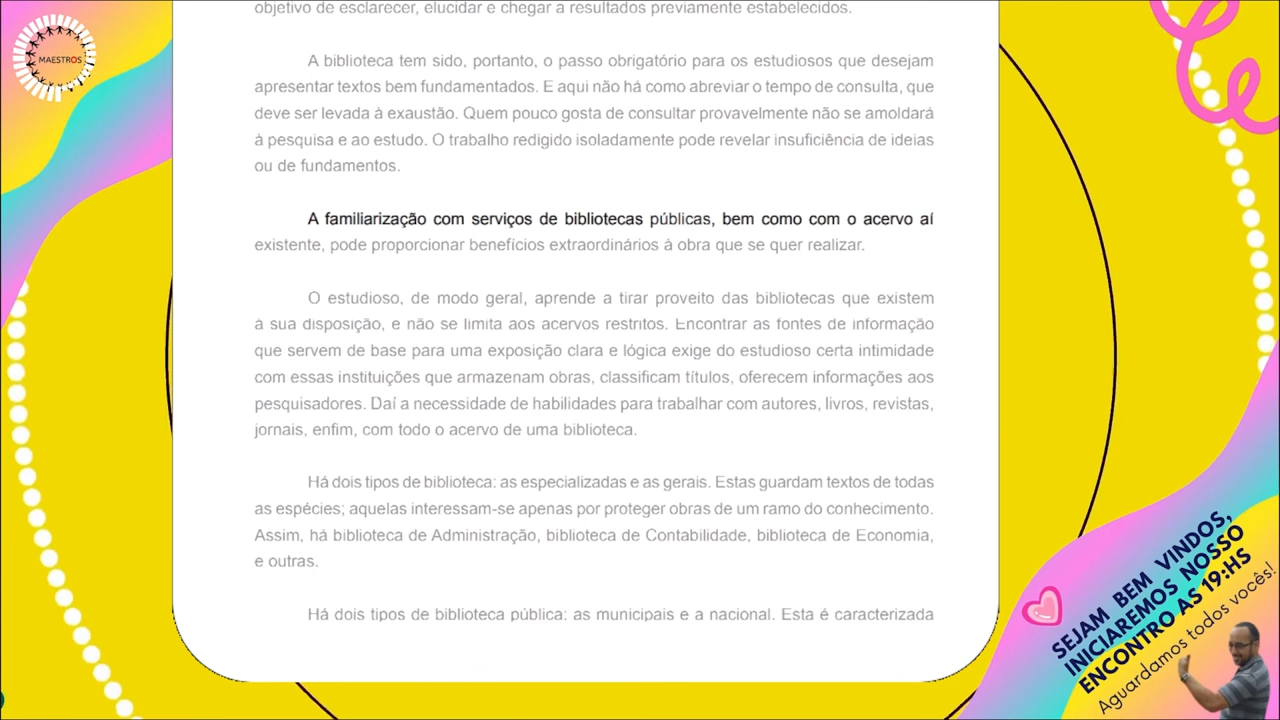 MAESTROS
objetivo de esclarecer, elucidar e chegar a resultados previamente estabelecidos.
A biblioteca tem sido, portanto, o passo obrigatório para os estudiosos que desejam
apresentar textos bem fundamentados. E aqui não há como abreviar o tempo de consulta, que
deve ser levada à exaustão. Quem pouco gosta de consultar provavelmente não se amoldará
à pesquisa e ao estudo. O trabalho redigido isoladamente pode revelar insuficiência de ideias
ou de fundamentos.
A familiarização com serviços de bibliotecas públicas, bem como com o acervo aí
existente, pode proporcionar benefícios extraordinários à obra que se quer realizar.
O estudioso, de modo geral, aprende a tirar proveito das bibliotecas que existem
à sua disposição, e não se limita aos acervos restritos. Encontrar as fontes de informação
que servem de base para uma exposição clara e lógica exige do estudioso certa intimidade
com essas instituições que armazenam obras, classificam títulos, oferecem informações aos
pesquisadores. Daí a necessidade de habilidades para trabalhar com autores, livros, revistas,
jornais, enfim, com todo o acervo de uma biblioteca.
Há dois tipos de biblioteca: as especializadas e as gerais. Estas guardam textos de todas
as espécies; aquelas interessam-se apenas por proteger obras de um ramo do conhecimento.
Assim, há biblioteca de Administração, biblioteca de Contabilidade, biblioteca de Economia,
e outras.
Há dois tipos de biblioteca pública: as municipais e a nacional. Esta é caracterizada
SEJAM BEM VINDOS,
INICIAREMOS NOSSO
ENCONTRO AS 19:HS
Aguardamos todos vocês!